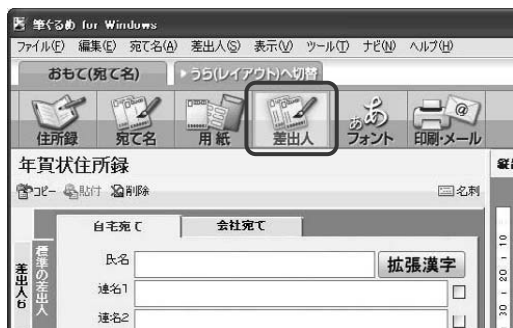 筆ぐるめ for Windows
ファイル(F) 編集(E) 宛て名(A) 差出人(S) 表示(V) ツール(T) ナビ(N) ヘルプ(H)
おもて(宛て名) うら(レイアウト)へ切替
住所録 宛て名 用紙 差出人 フォント 印刷・メール
年賀状住所録
コピー 貼付 削除 名刺
自宅宛て 会社宛て
標準の差出人
差出人6
氏名 拡張漢字
連名1
連名2
10
20
30